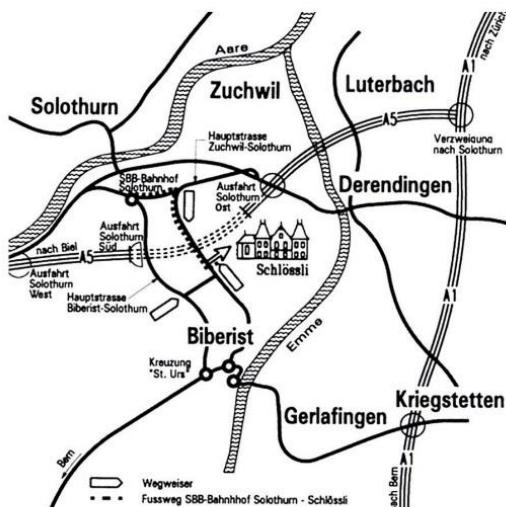 Aare
nach Zürich
A1
Solothurn
Zuchwil
Luterbach
A5
Hauptstrasse
Zuchwil-Solothurn
Verzweigung
nach Solothurn
SBB-Bahnhof
Solothurn
Ausfahrt
Solothurn
Ost
Derendingen
Ausfahrt
Solothurn
Süd
nach Biel
A5
Ausfahrt
Solothurn
West
Schlössli
Hauptstrasse
Biberist-Solothurn
A1
Biberist
Emme
Kreuzung
"St. Urs"
Kriegstetten
Gerlafingen
Bern
A1
nach Bern
Wegweiser
Fussweg SBB-Bahnhhof Solothurn - Schlössli